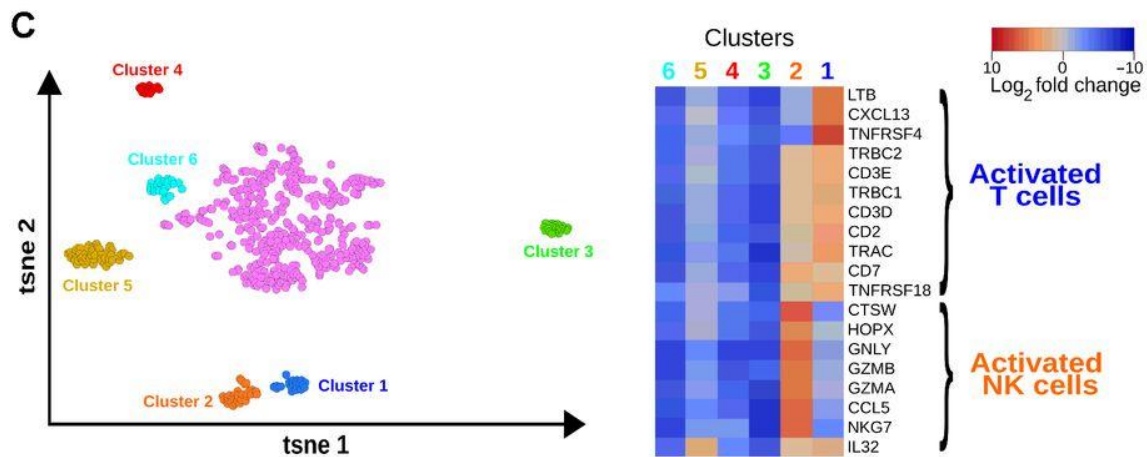 C
Cluster 4
Cluster 6
Cluster 3
Cluster 5
Cluster 1
Cluster 2
tsne 2
tsne 1
Clusters
6 5 4 3 2 1
10 0 -10
Log2 fold change
LTB
CXCL13
TNFRSF4
TRBC2
CD3E
TRBC1
CD3D
CD2
TRAC
CD7
TNFRSF18
CTSW
HOPX
GNLY
GZMB
GZMA
CCL5
NKG7
IL32
Activated
T cells
Activated
NK cells